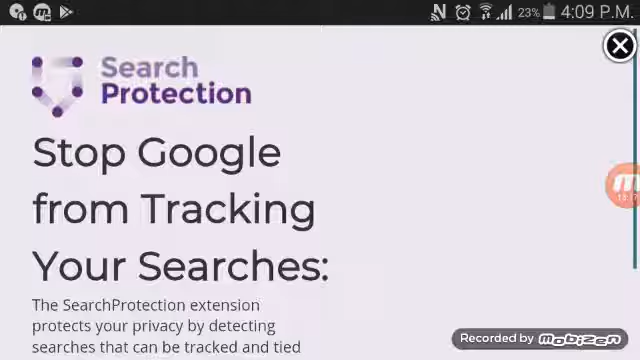 23% 4:09 P.M.
Search
Protection
Stop Google
from Tracking
Your Searches:
The SearchProtection extension
protects your privacy by detecting
searches that can be tracked and tied
Recorded by MOBIZEN